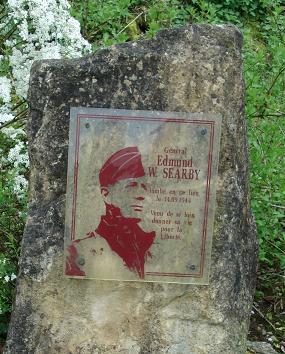 Général
Edmund
W. SEARBY
Tombé en ce lieu
le 14.09.1944
Venu de si loin
donner sa vie
pour la
Liberté